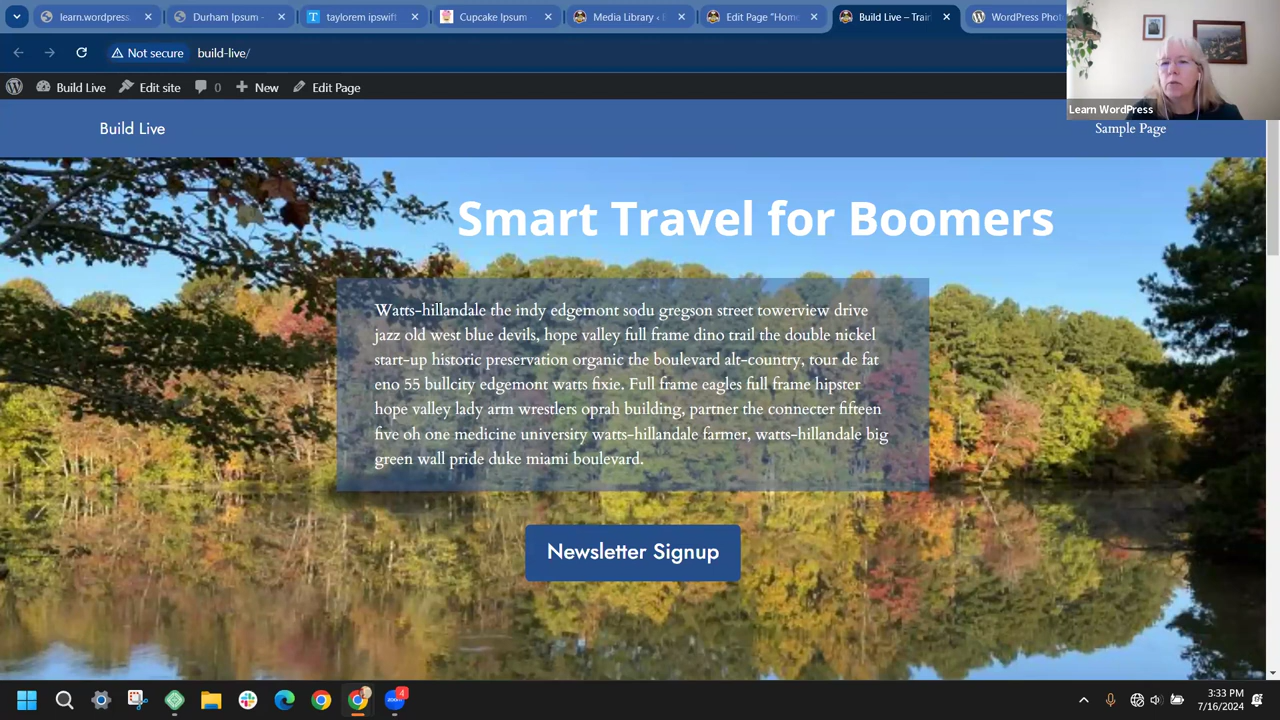 learn.wordpress.
Durham Ipsum -
taylorem ipswift
Cupcake Ipsum
Media Library ‹
Edit Page "Home
Build Live – Train
WordPress Phot
Not secure
build-live/
Build Live
Edit site
0
New
Edit Page
Learn WordPress
Build Live
Sample Page
Smart Travel for Boomers
Watts-hillandale the indy edgemont sodu gregson street towerview drive
jazz old west blue devils, hope valley full frame dino trail the double nickel
start-up historic preservation organic the boulevard alt-country, tour de fat
eno 55 bullcity edgemont watts fixie. Full frame eagles full frame hipster
hope valley lady arm wrestlers oprah building, partner the connecter fifteen
five oh one medicine university watts-hillandale farmer, watts-hillandale big
green wall pride duke miami boulevard.
Newsletter Signup
zoom
4
3:33 PM
7/16/2024